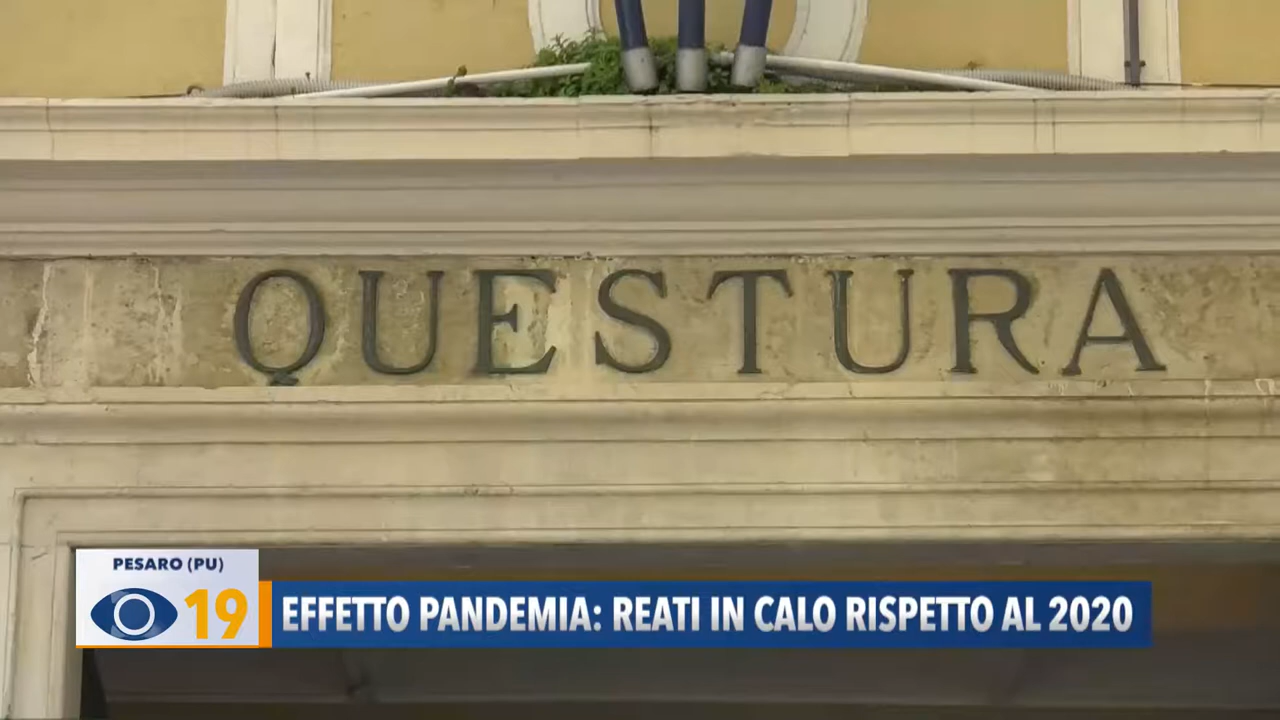 QUESTURA
PESARO (PU)
19
EFFETTO PANDEMIA: REATI IN CALO RISPETTO AL 2020